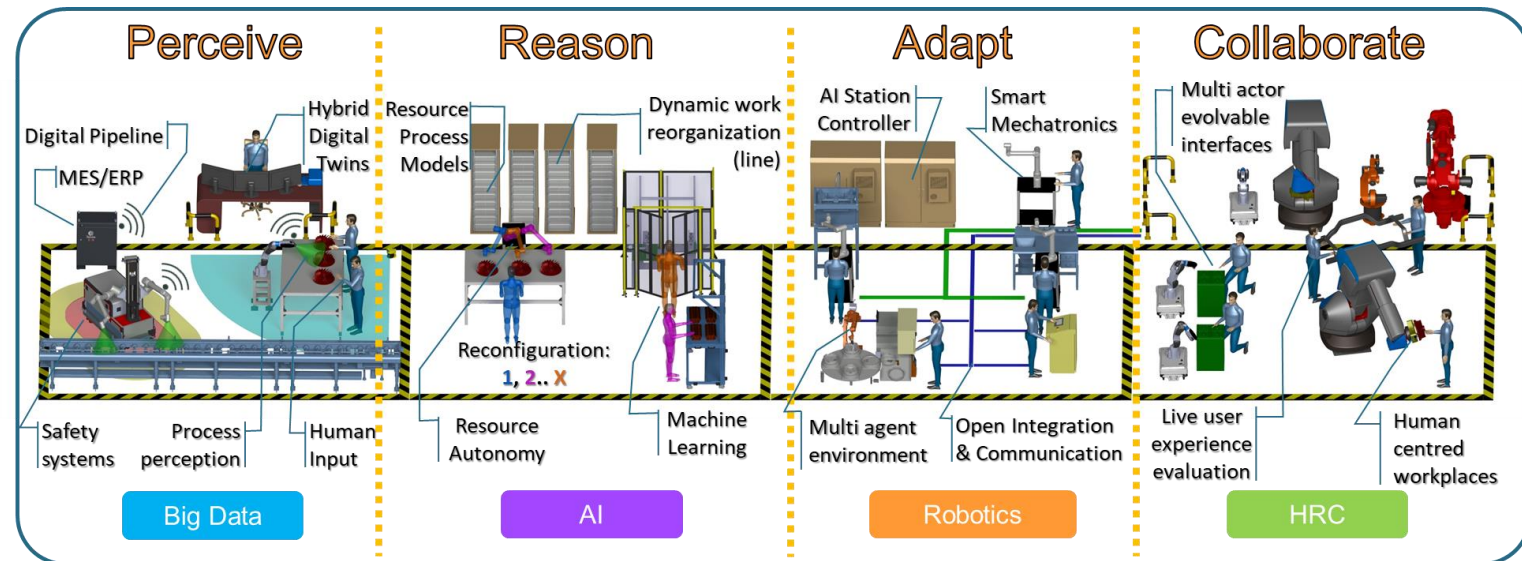 Perceive
Reason
Adapt
Collaborate
Digital Pipeline
MES/ERP
Hybrid
Digital
Twins
Safety
systems
Process
perception
Human
Input
Big Data
Resource
Process
Models
Dynamic work
reorganization
(line)
Reconfiguration:
1, 2.. X
Resource
Autonomy
Machine
Learning
AI
AI Station
Controller
Smart
Mechatronics
Multi agent
environment
Open Integration
& Communication
Robotics
Multi actor
evolvable
interfaces
Live user
experience
evaluation
Human
centred
workplaces
HRC